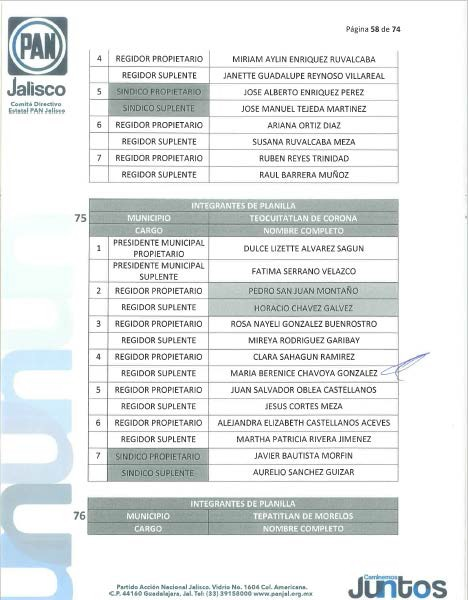 Página 58 de 74
PAN
Jalisco
Comité Directivo
Estatal PAN Jalisco
4 REGIDOR PROPIETARIO MIRIAM AYLIN ENRIQUEZ RUVALCABA
REGIDOR SUPLENTE JANETTE GUADALUPE REYNOSO VILLAREAL
5 SINDICO PROPIETARIO JOSE ALBERTO ENRIQUEZ PEREZ
SINDICO SUPLENTE JOSE MANUEL TEJEDA MARTINEZ
6 REGIDOR PROPIETARIO ARIANA ORTIZ DIAZ
REGIDOR SUPLENTE SUSANA RUVALCABA MEZA
7 REGIDOR PROPIETARIO RUBEN REYES TRINIDAD
REGIDOR SUPLENTE RAUL BARRERA MUÑOZ
INTEGRANTES DE PLANILLA
75 MUNICIPIO TEOCUITATLAN DE CORONA
CARGO NOMBRE COMPLETO
1 PRESIDENTE MUNICIPAL PROPIETARIO DULCE LIZETTE ALVAREZ SAGUN
PRESIDENTE MUNICIPAL SUPLENTE FATIMA SERRANO VELAZCO
2 REGIDOR PROPIETARIO PEDRO SAN JUAN MONTAÑO
REGIDOR SUPLENTE HORACIO CHAVEZ GALVEZ
3 REGIDOR PROPIETARIO ROSA NAYELI GONZALEZ BUENROSTRO
REGIDOR SUPLENTE MIREYA RODRIGUEZ GARIBAY
4 REGIDOR PROPIETARIO CLARA SAHAGUN RAMIREZ
REGIDOR SUPLENTE MARIA BERENICE CHAVOYA GONZALEZ
5 REGIDOR PROPIETARIO JUAN SALVADOR OBLEA CASTELLANOS
REGIDOR SUPLENTE JESUS CORTES MEZA
6 REGIDOR PROPIETARIO ALEJANDRA ELIZABETH CASTELLANOS ACEVES
REGIDOR SUPLENTE MARTHA PATRICIA RIVERA JIMENEZ
7 SINDICO PROPIETARIO JAVIER BAUTISTA MORFIN
SINDICO SUPLENTE AURELIO SANCHEZ GUIZAR
INTEGRANTES DE PLANILLA
76 MUNICIPIO TEPATITLAN DE MORELOS
CARGO NOMBRE COMPLETO
Partido Acción Nacional Jalisco. Vidrio No. 1604 Col. Americana.
C.P. 44160 Guadalajara, Jal. Tel: (33) 39158000 www.panjal.org.mx
Caminemos
Juntos